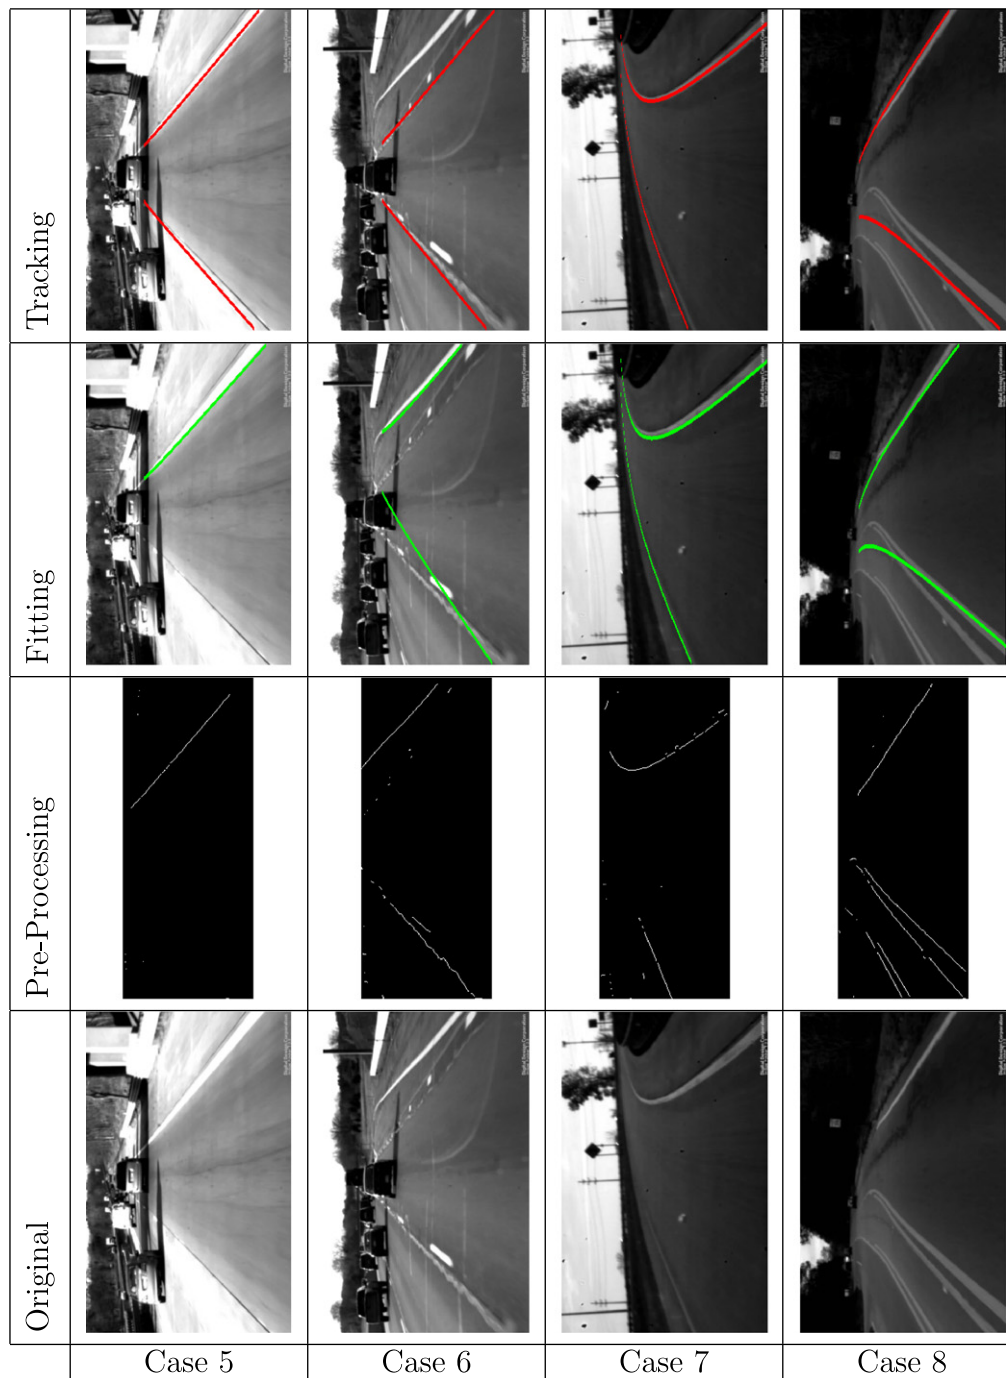 Tracking
Fitting
Pre-Processing
Original
Case 5
Case 6
Case 7
Case 8